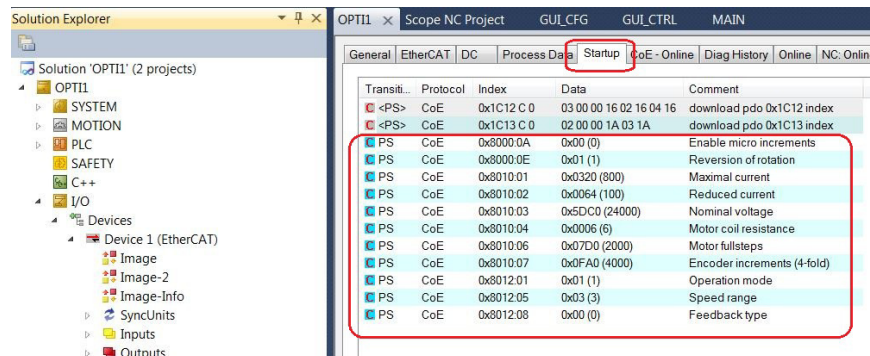 Solution Explorer
Solution 'OPTI1' (2 projects)
OPTI1
SYSTEM
MOTION
PLC
SAFETY
C++
I/O
Devices
Device 1 (EtherCAT)
Image
Image-2
Image-Info
SyncUnits
Inputs
Outputs
OPTI1 Scope NC Project GUI_CFG GUI_CTRL MAIN
General EtherCAT DC Process Data Startup CoE - Online Diag History Online NC: Onlin
Transiti... Protocol Index Data Comment
C <PS> CoE 0x1C12 C 0 03 00 00 16 02 16 04 16 download pdo 0x1C12 index
C <PS> CoE 0x1C13 C 0 02 00 00 1A 03 1A download pdo 0x1C13 index
C PS CoE 0x8000:0A 0x00 (0) Enable micro increments
C PS CoE 0x8000:0E 0x01 (1) Reversion of rotation
C PS CoE 0x8010:01 0x0320 (800) Maximal current
C PS CoE 0x8010:02 0x0064 (100) Reduced current
C PS CoE 0x8010:03 0x5DC0 (24000) Nominal voltage
C PS CoE 0x8010:04 0x0006 (6) Motor coil resistance
C PS CoE 0x8010:06 0x07D0 (2000) Motor fullsteps
C PS CoE 0x8010:07 0x0FA0 (4000) Encoder increments (4-fold)
C PS CoE 0x8012:01 0x01 (1) Operation mode
C PS CoE 0x8012:05 0x03 (3) Speed range
C PS CoE 0x8012:08 0x00 (0) Feedback type